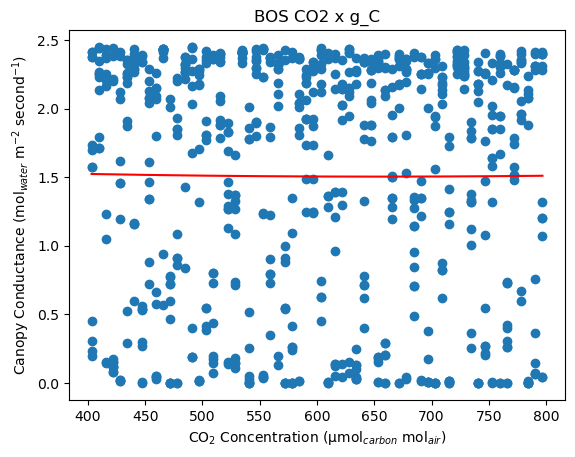 BOS CO2 x g_C
2.5
2.0
1.5
1.0
0.5
0.0
Canopy Conductance (mol_water m⁻² second⁻¹)
400 450 500 550 600 650 700 750 800
CO₂ Concentration (μmol_carbon mol_air)